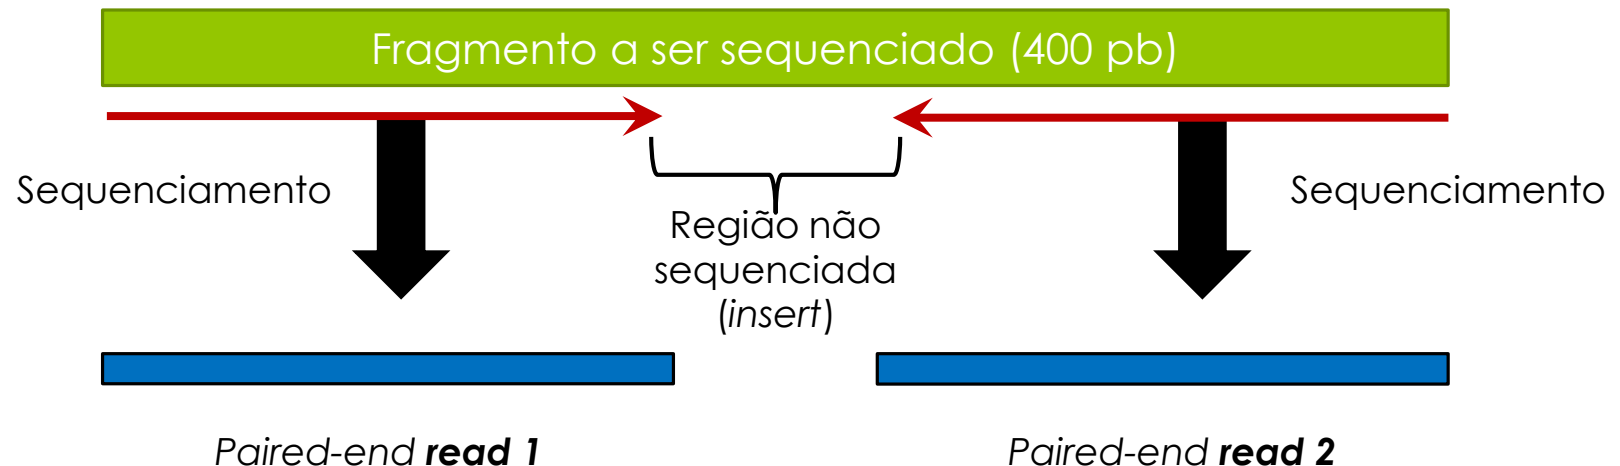 Fragmento a ser sequenciado (400 pb)
Sequenciamento
Sequenciamento
Região não
sequenciada
(insert)
Paired-end read 1
Paired-end read 2